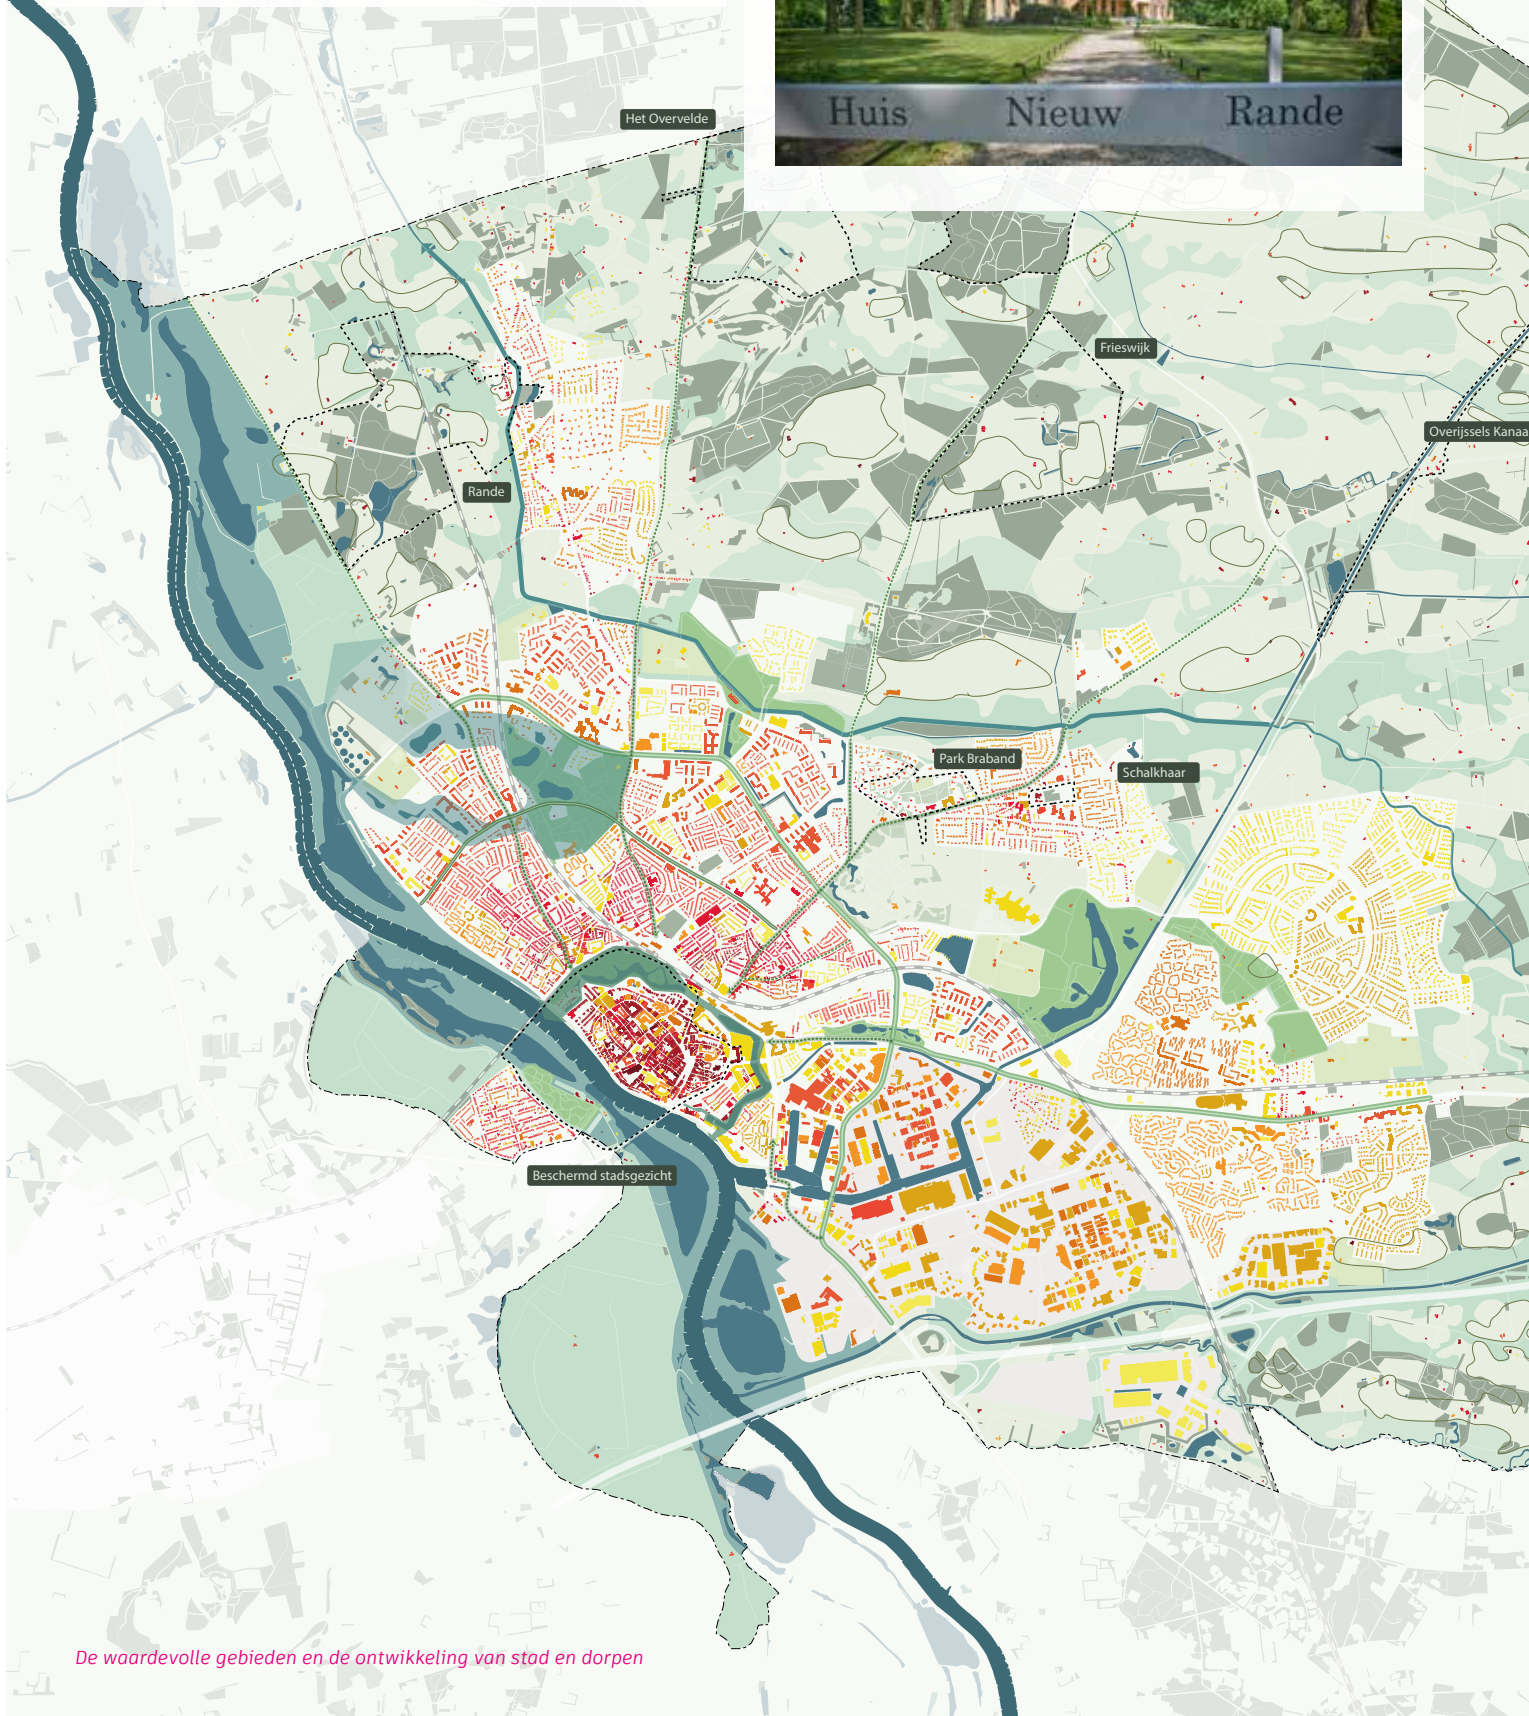 Huis Nieuw Rande
Het Overvelde
Frieswijk
Overijssels Kanaa
Rande
Park Braband
Schalkhaar
Beschermd stadsgezicht
De waardevolle gebieden en de ontwikkeling van stad en dorpen